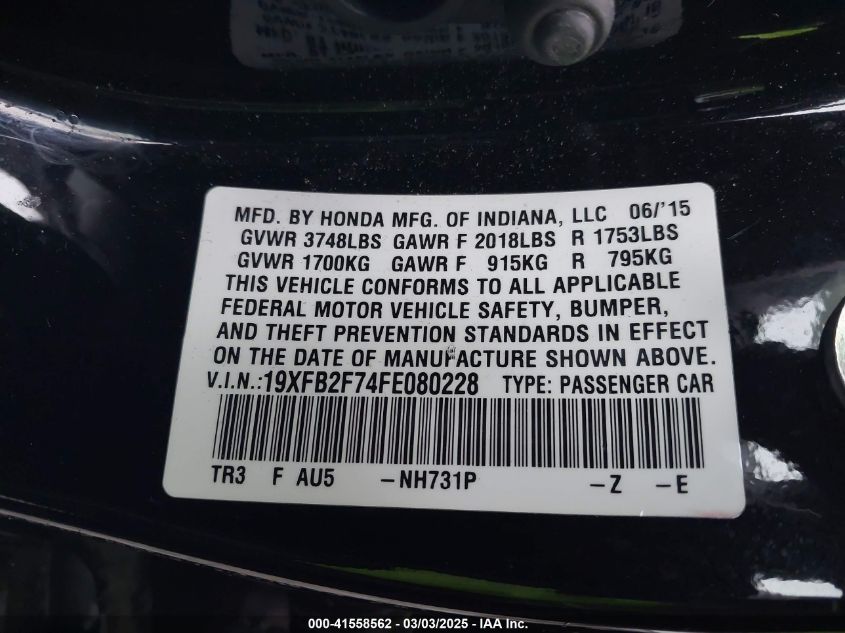 MFD. BY HONDA MFG. OF INDIANA, LLC 06/'15
GVWR 3748LBS GAWR F 2018LBS R 1753LBS
GVWR 1700KG GAWR F 915KG R 795KG
THIS VEHICLE CONFORMS TO ALL APPLICABLE
FEDERAL MOTOR VEHICLE SAFETY, BUMPER,
AND THEFT PREVENTION STANDARDS IN EFFECT
ON THE DATE OF MANUFACTURE SHOWN ABOVE.
V.I.N.:19XFB2F74FE080228 TYPE: PASSENGER CAR
TR3 F AU5 -NH731P -Z -E
000-41558562 - 03/03/2025 - IAA Inc.